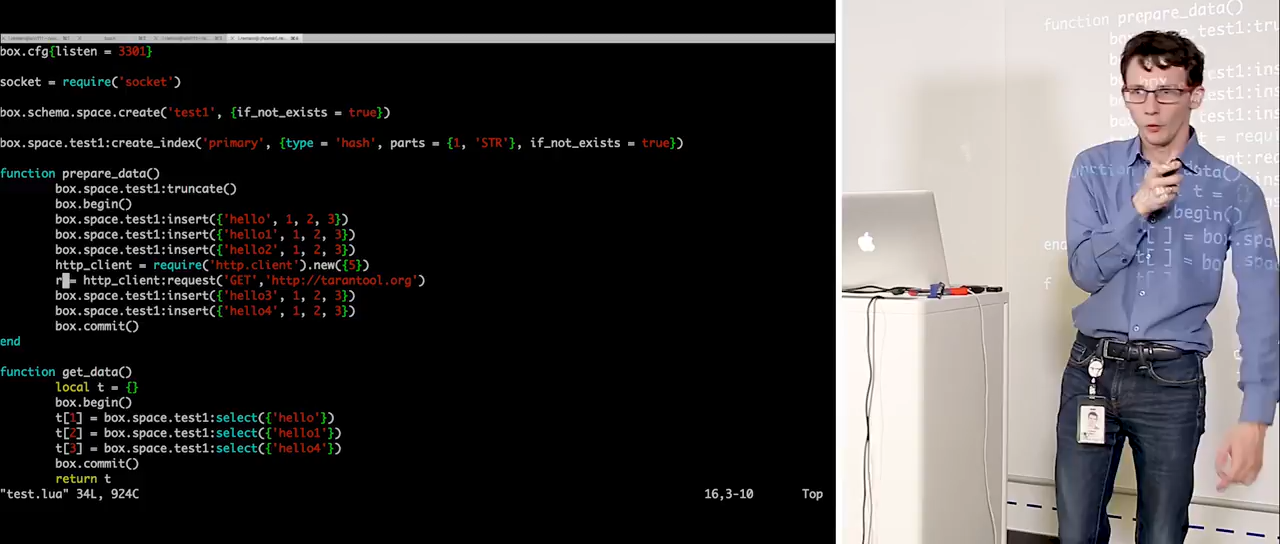 box.cfg{listen = 3301}
socket = require('socket')
box.schema.space.create('test1', {if_not_exists = true})
box.space.test1:create_index('primary', {type = 'hash', parts = {1, 'STR'}, if_not_exists = true})
function prepare_data()
box.space.test1:truncate()
box.begin()
box.space.test1:insert({'hello', 1, 2, 3})
box.space.test1:insert({'hello1', 1, 2, 3})
box.space.test1:insert({'hello2', 1, 2, 3})
http_client = require('http.client').new({5})
r = http_client:request('GET','http://tarantool.org')
box.space.test1:insert({'hello3', 1, 2, 3})
box.space.test1:insert({'hello4', 1, 2, 3})
box.commit()
end
function get_data()
local t = {}
box.begin()
t[1] = box.space.test1:select({'hello'})
t[2] = box.space.test1:select({'hello1'})
t[3] = box.space.test1:select({'hello4'})
box.commit()
return t
"test.lua" 34L, 924C 16,3-10 Top
function prepare_data()